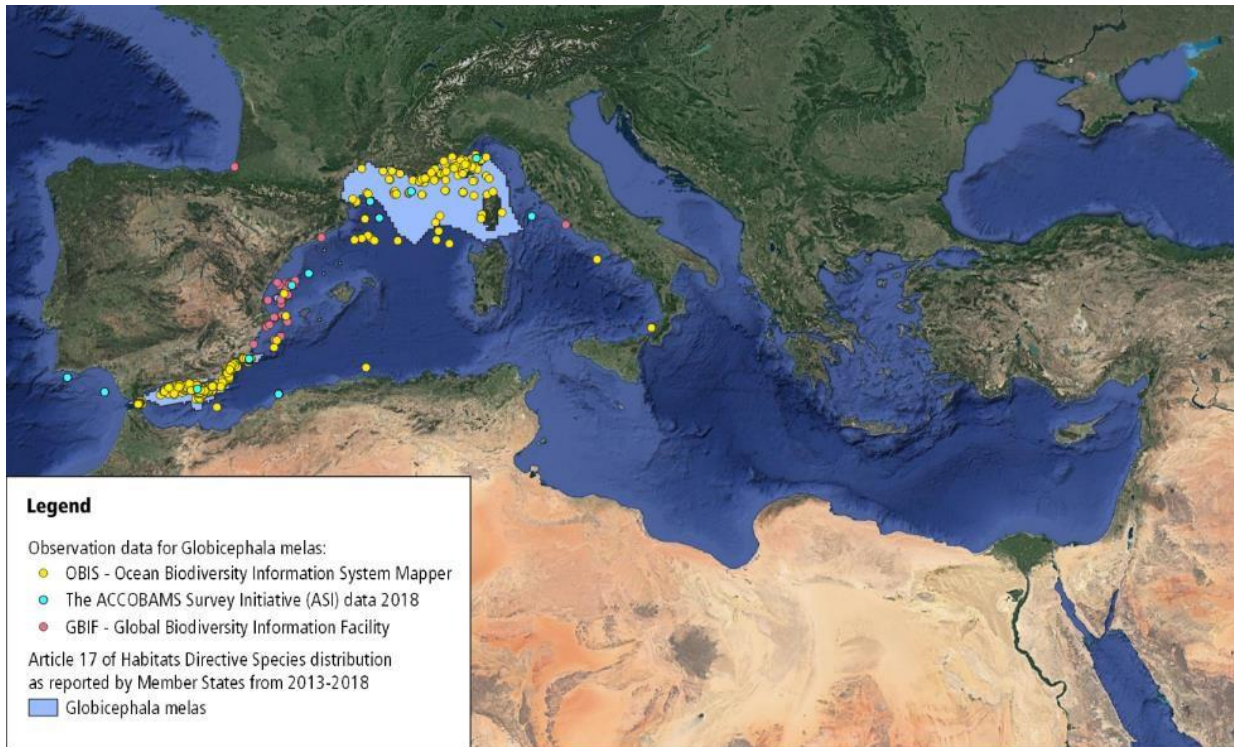 Legend
Observation data for Globicephala melas:
OBIS - Ocean Biodiversity Information System Mapper
The ACCOBAMS Survey Initiative (ASI) data 2018
GBIF - Global Biodiversity Information Facility
Article 17 of Habitats Directive Species distribution
as reported by Member States from 2013-2018
Globicephala melas